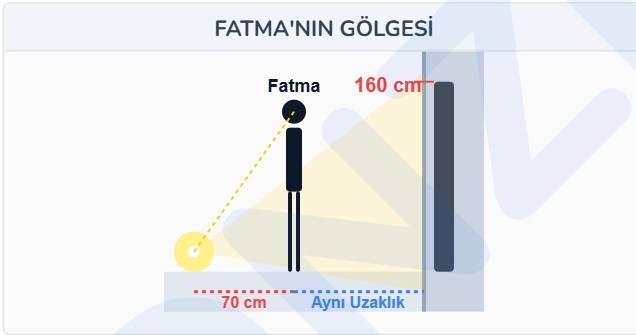 FATMA'NIN GÖLGESİ
Fatma
160 cm
70 cm
Aynı Uzaklık